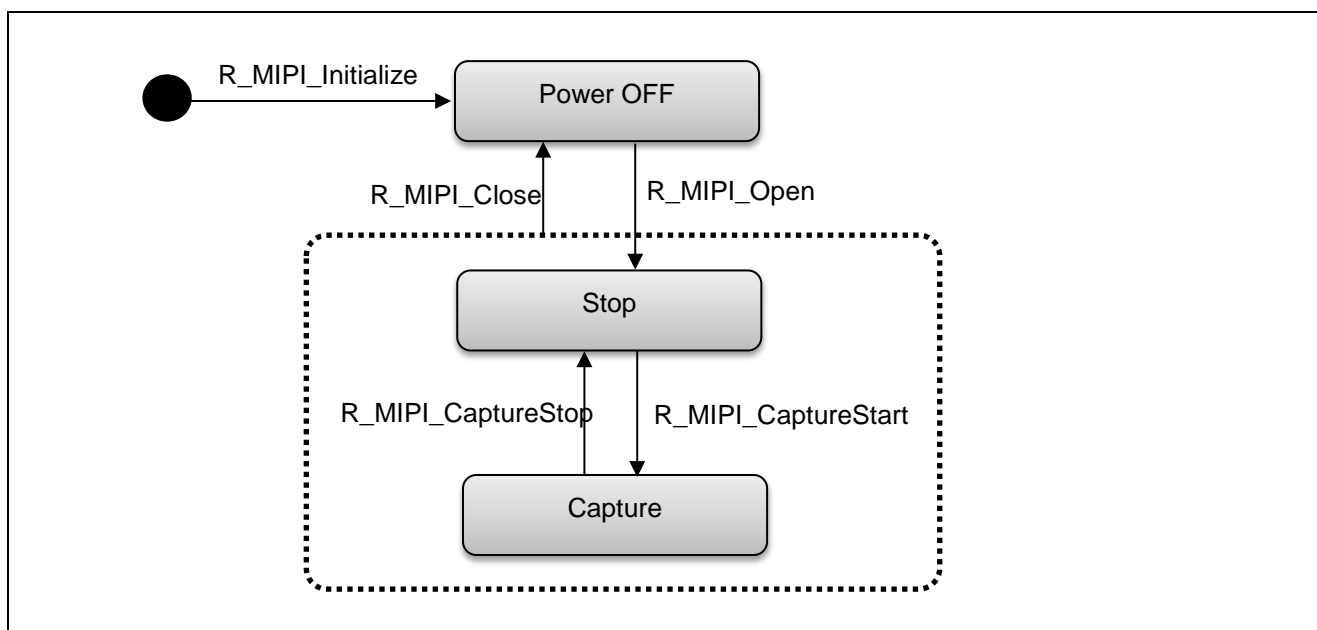 R_MIPI_Initialize
Power OFF
R_MIPI_Close
R_MIPI_Open
Stop
R_MIPI_CaptureStop
R_MIPI_CaptureStart
Capture